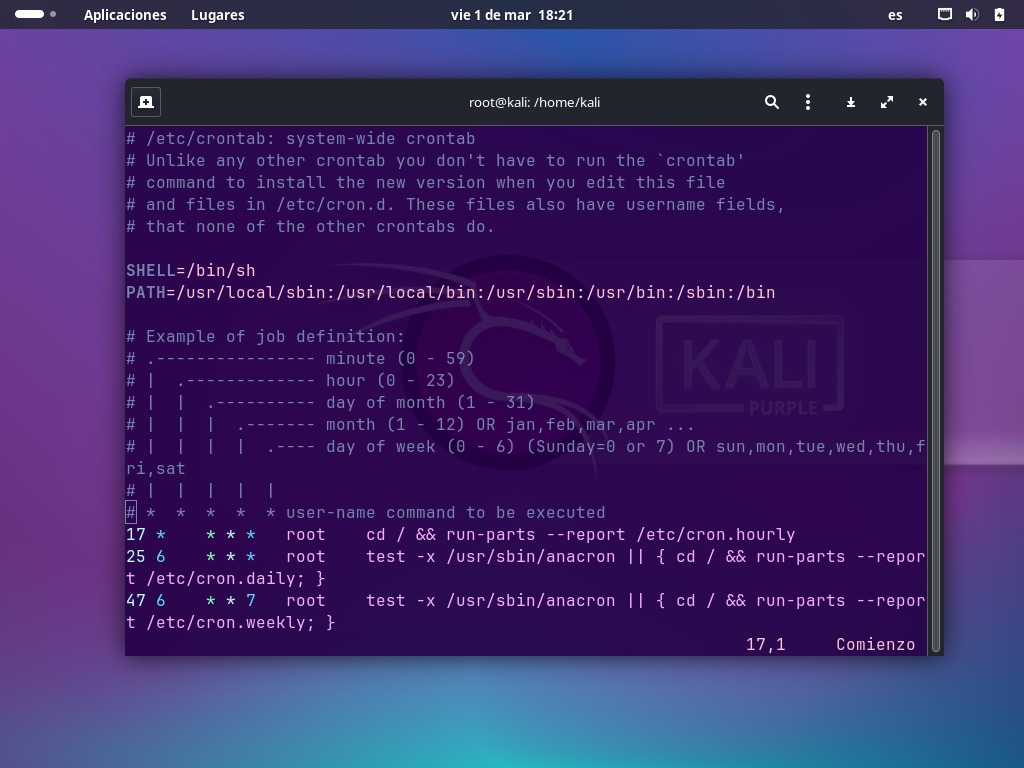 Aplicaciones Lugares vie 1 de mar 18:21 es
root@kali: /home/kali
# /etc/crontab: system-wide crontab
# Unlike any other crontab you don't have to run the `crontab'
# command to install the new version when you edit this file
# and files in /etc/cron.d. These files also have username fields,
# that none of the other crontabs do.
SHELL=/bin/sh
PATH=/usr/local/sbin:/usr/local/bin:/usr/sbin:/usr/bin:/sbin:/bin
# Example of job definition:
# .---------------- minute (0 - 59)
# |  .------------- hour (0 - 23)
# |  |  .---------- day of month (1 - 31)
# |  |  |  .------- month (1 - 12) OR jan,feb,mar,apr ...
# |  |  |  |  .---- day of week (0 - 6) (Sunday=0 or 7) OR sun,mon,tue,wed,thu,f
ri,sat
# |  |  |  |  |
# *  *  *  *  * user-name command to be executed
17 *    * * *   root    cd / && run-parts --report /etc/cron.hourly
25 6    * * *   root    test -x /usr/sbin/anacron || { cd / && run-parts --repor
t /etc/cron.daily; }
47 6    * * 7   root    test -x /usr/sbin/anacron || { cd / && run-parts --repor
t /etc/cron.weekly; }
17,1     Comienzo
KALI
PURPLE